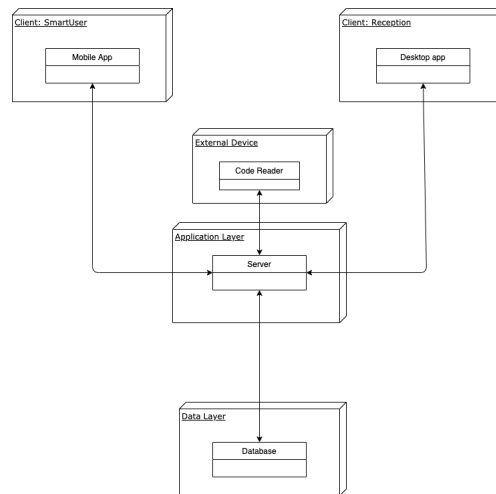 Client: SmartUser
Mobile App
Client: Reception
Desktop app
External Device
Code Reader
Application Layer
Server
Data Layer
Database